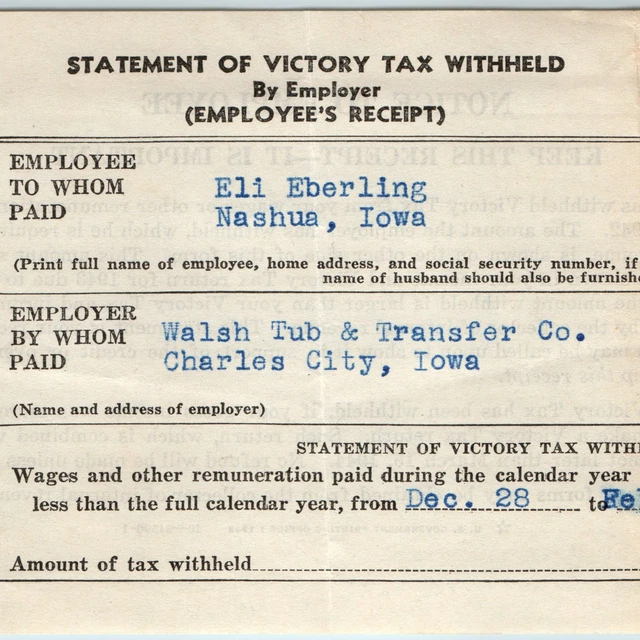 STATEMENT OF VICTORY TAX WITHHELD
By Employer
(EMPLOYEE'S RECEIPT)
EMPLOYEE
TO WHOM
PAID
Eli Eberling
Nashua, Iowa
(Print full name of employee, home address, and social security number, if
name of husband should also be furnishe
EMPLOYER
BY WHOM
PAID
Walsh Tub & Transfer Co.
Charles City, Iowa
(Name and address of employer)
STATEMENT OF VICTORY TAX WITHH
Wages and other remuneration paid during the calendar year
less than the full calendar year, from Dec. 28 to Feb
Amount of tax withheld